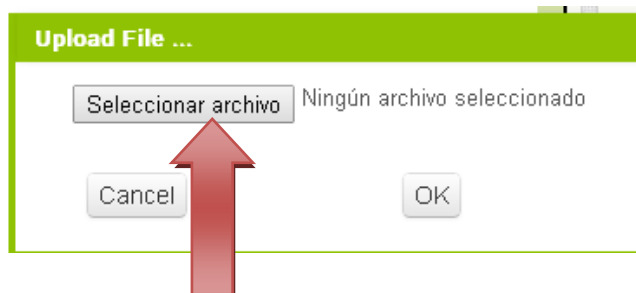 Upload File ...
Seleccionar archivo Ningún archivo seleccionado
Cancel OK